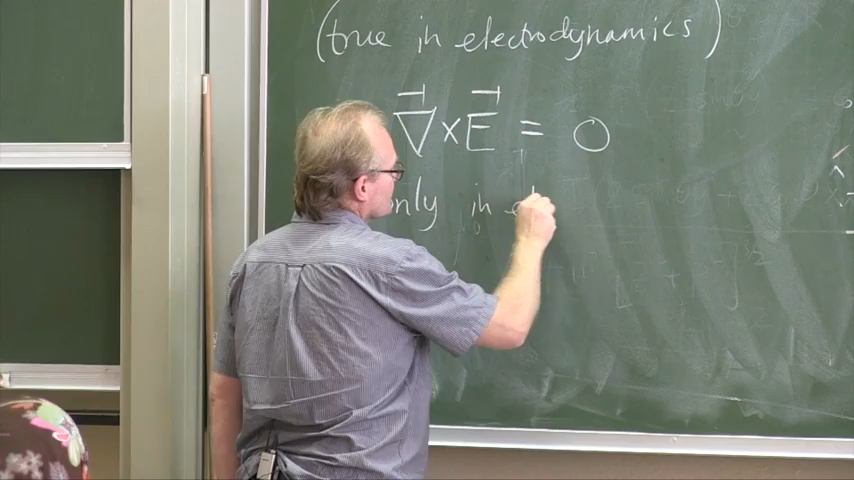 (true in electrodynamics)
∇⃗ × E⃗ = 0
only in